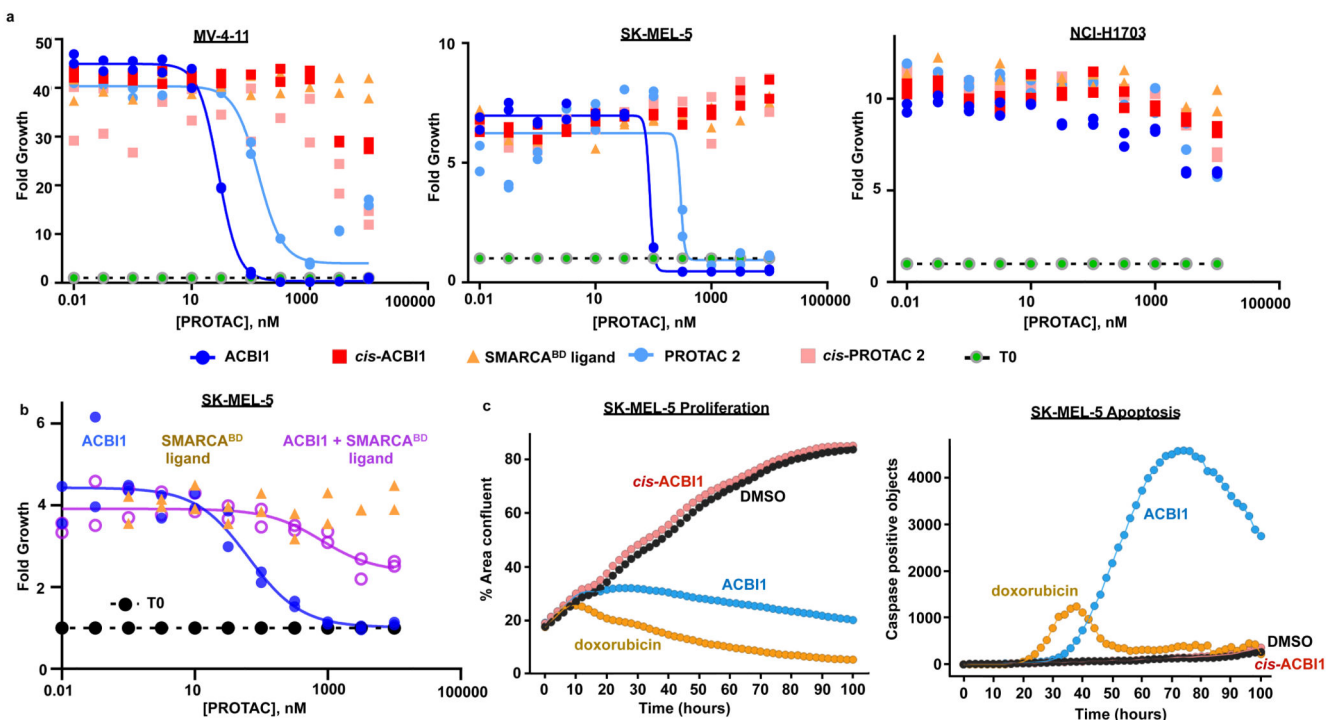 a
MV-4-11
SK-MEL-5
NCI-H1703
50
40
30
20
10
0
Fold Growth
0.01
10
1000
100000
[PROTAC], nM
10
5
0
Fold Growth
0.01
10
1000
100000
[PROTAC], nM
10
5
0
Fold Growth
0.01
10
1000
100000
[PROTAC], nM
ACBI1
cis-ACBI1
SMARCA^BD ligand
PROTAC 2
cis-PROTAC 2
T0
b
SK-MEL-5
6
4
2
0
Fold Growth
ACBI1
SMARCA^BD
ligand
ACBI1 + SMARCA^BD
ligand
T0
0.01
10
1000
100000
[PROTAC], nM
c
SK-MEL-5 Proliferation
80
60
40
20
0
% Area confluent
cis-ACBI1
DMSO
ACBI1
doxorubicin
0 10 20 30 40 50 60 70 80 90 100
Time (hours)
SK-MEL-5 Apoptosis
4000
3000
2000
1000
0
Caspase positive objects
ACBI1
doxorubicin
DMSO
cis-ACBI1
0 10 20 30 40 50 60 70 80 90 100
Time (hours)